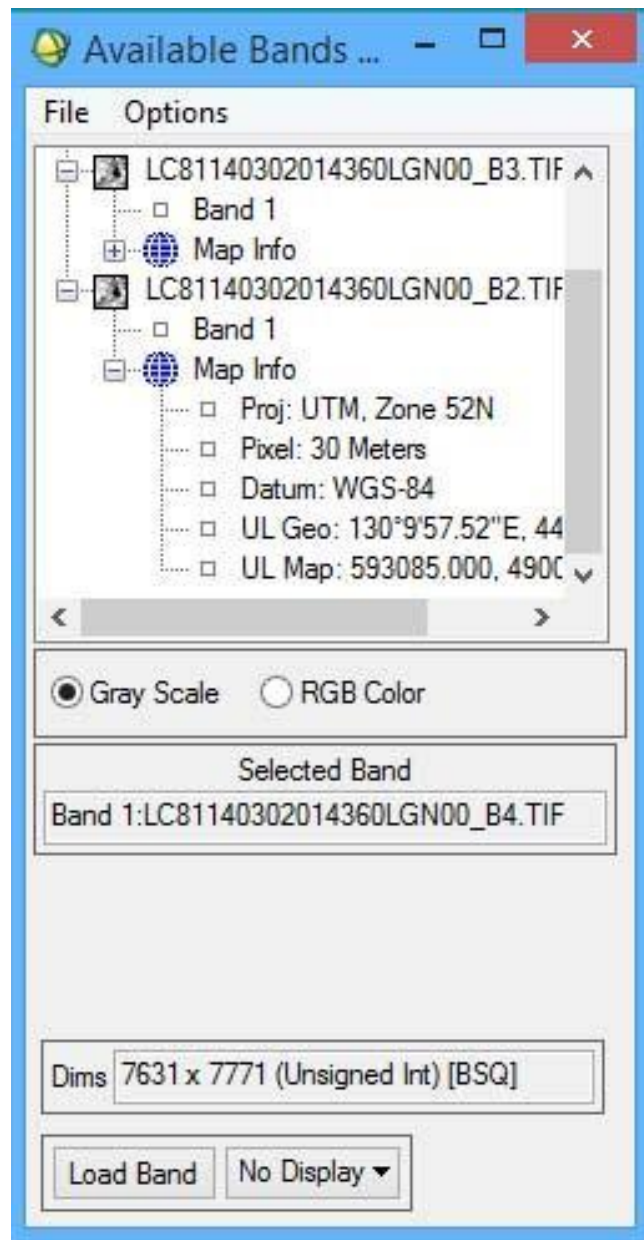 Available Bands ...
File Options
LC81140302014360LGN00_B3.TIF
Band 1
Map Info
LC81140302014360LGN00_B2.TIF
Band 1
Map Info
Proj: UTM, Zone 52N
Pixel: 30 Meters
Datum: WGS-84
UL Geo: 130°9'57.52"E, 44
UL Map: 593085.000, 490
Gray Scale RGB Color
Selected Band
Band 1:LC81140302014360LGN00_B4.TIF
Dims 7631 x 7771 (Unsigned Int) [BSQ]
Load Band No Display